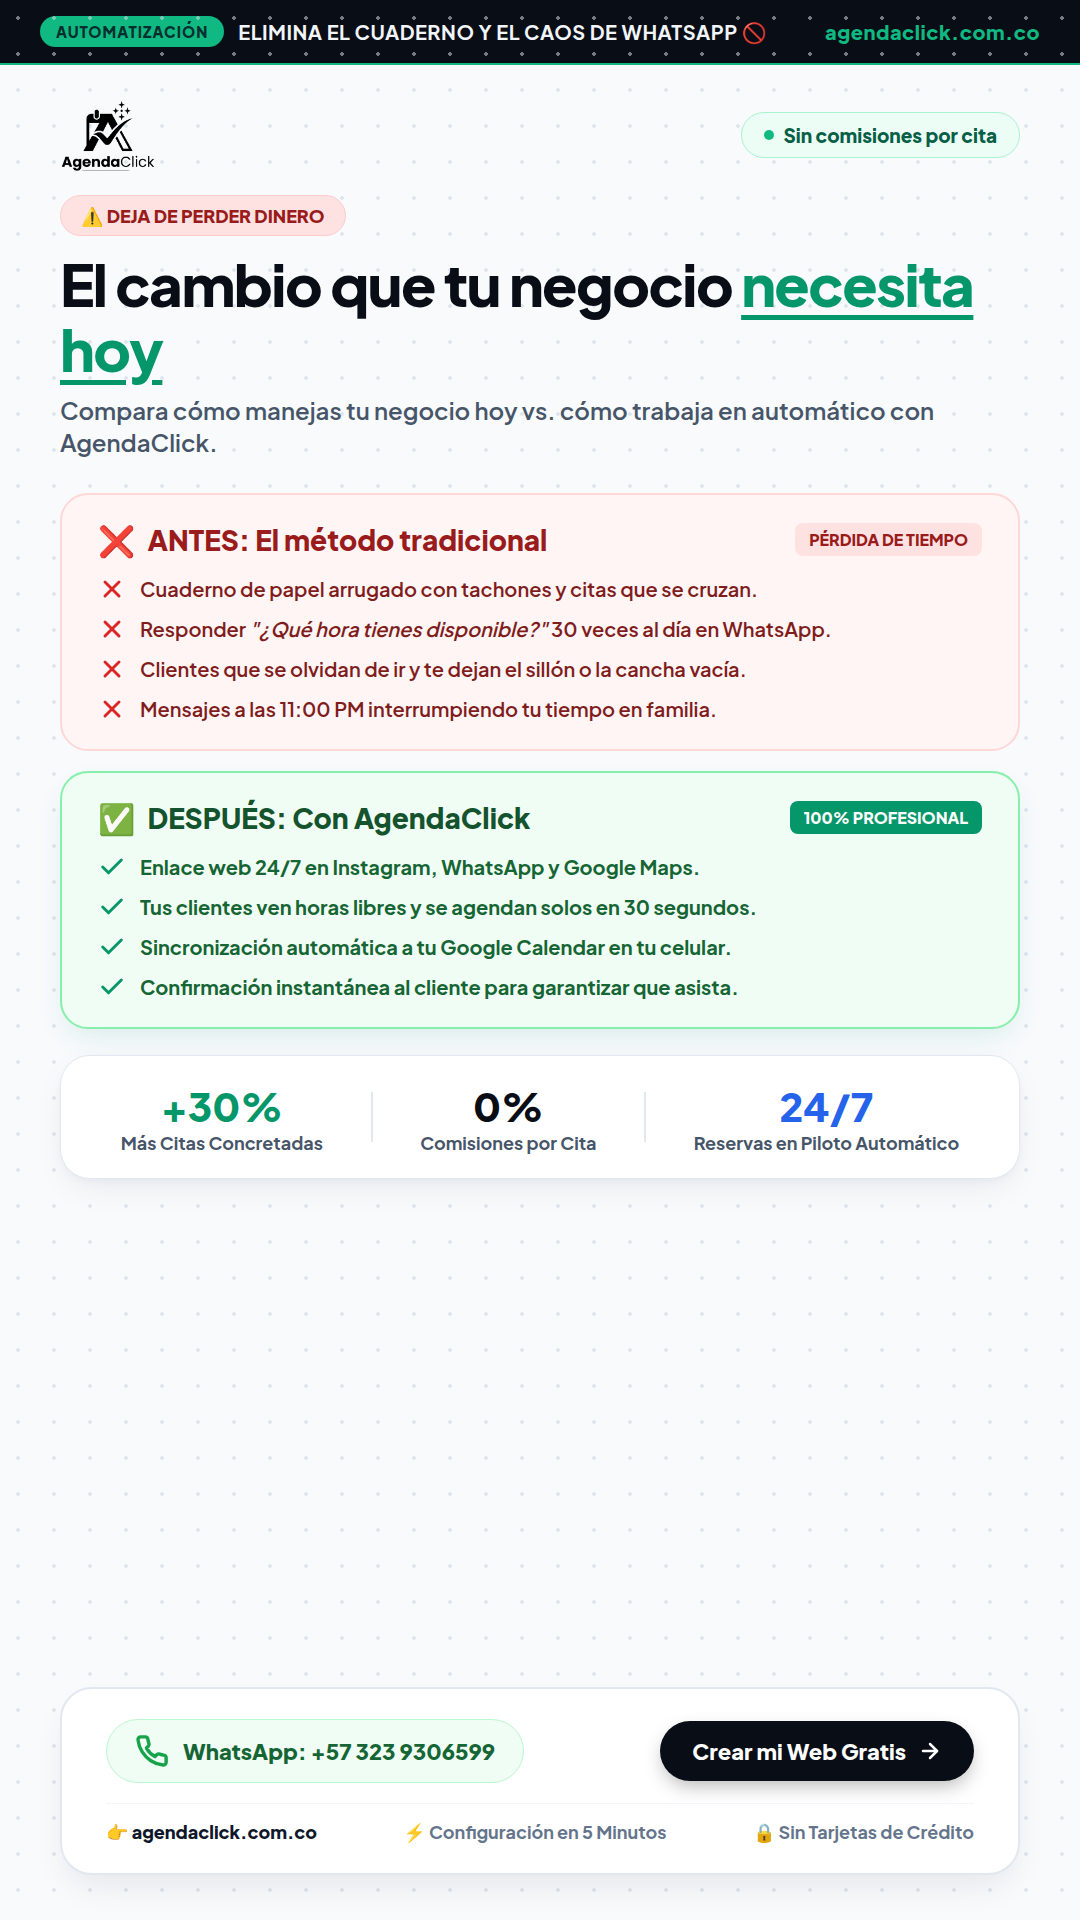 AUTOMATIZACIÓN ELIMINA EL CUADERNO Y EL CAOS DE WHATSAPP 🚫 agendaclick.com.co
AgendaClick
Sin comisiones por cita
⚠️ DEJA DE PERDER DINERO
El cambio que tu negocio necesita
hoy
Compara cómo manejas tu negocio hoy vs. cómo trabaja en automático con
AgendaClick.
❌ ANTES: El método tradicional PÉRDIDA DE TIEMPO
Cuaderno de papel arrugado con tachones y citas que se cruzan.
Responder "¿Qué hora tienes disponible?" 30 veces al día en WhatsApp.
Clientes que se olvidan de ir y te dejan el sillón o la cancha vacía.
Mensajes a las 11:00 PM interrumpiendo tu tiempo en familia.
✅ DESPUÉS: Con AgendaClick 100% PROFESIONAL
Enlace web 24/7 en Instagram, WhatsApp y Google Maps.
Tus clientes ven horas libres y se agendan solos en 30 segundos.
Sincronización automática a tu Google Calendar en tu celular.
Confirmación instantánea al cliente para garantizar que asista.
+30% 0% 24/7
Más Citas Concretadas Comisiones por Cita Reservas en Piloto Automático
WhatsApp: +57 323 9306599 Crear mi Web Gratis →
👉 agendaclick.com.co ⚡ Configuración en 5 Minutos 🔒 Sin Tarjetas de Crédito